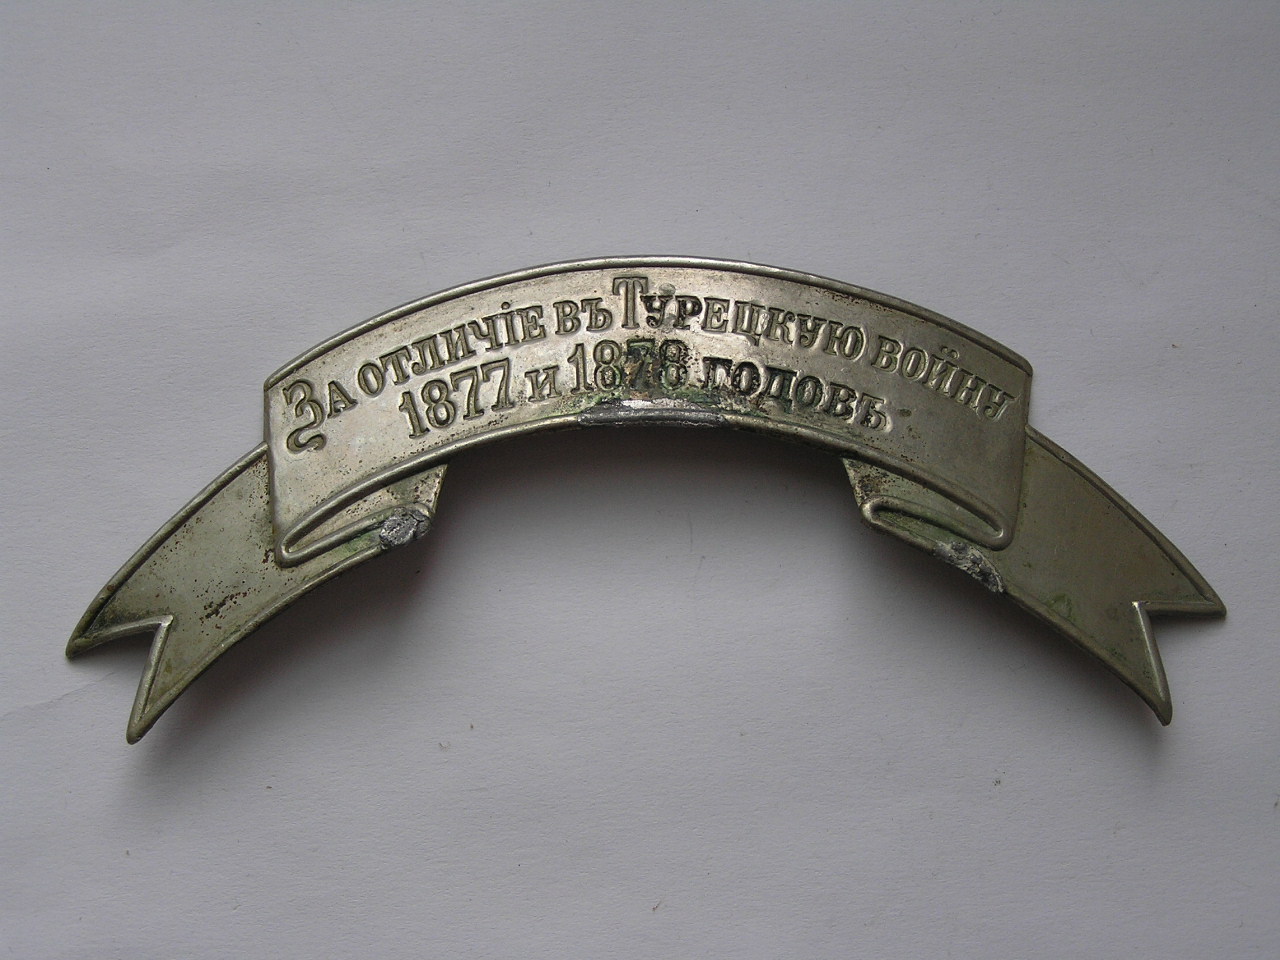 За отличіе въ Турецкую войну
1877 и 1878 годовъ